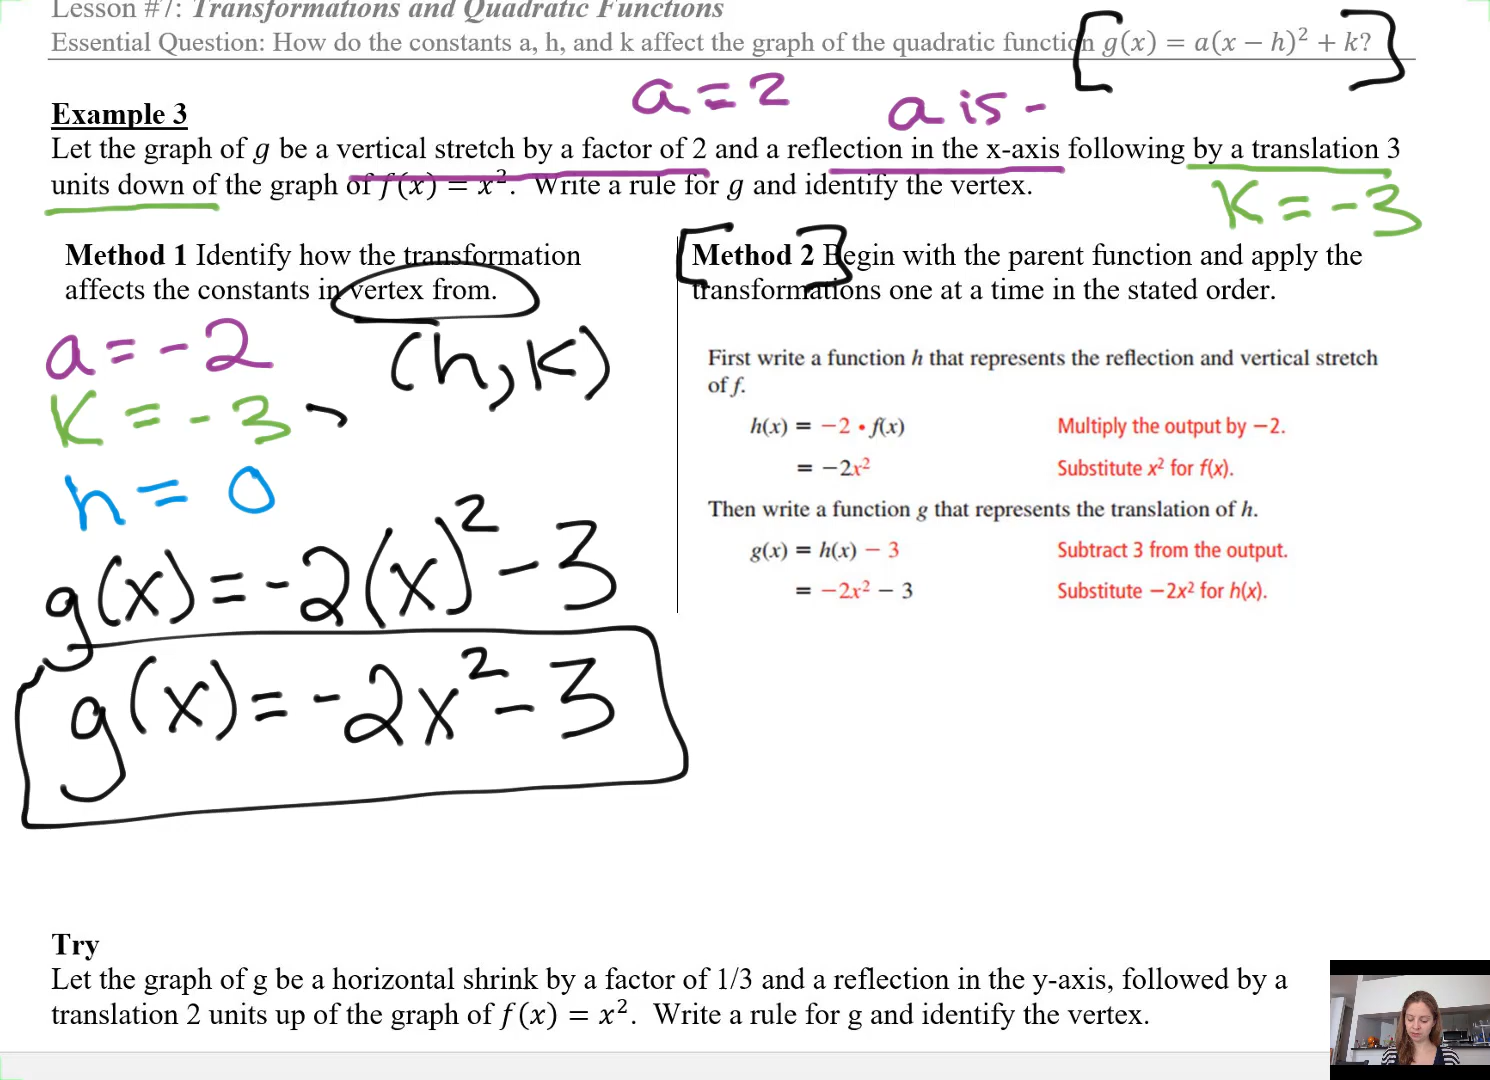 Lesson #7: Transformations and Quadratic Functions
Essential Question: How do the constants a, h, and k affect the graph of the quadratic function g(x) = a(x − h)² + k?
a = 2
a is -
Example 3
Let the graph of g be a vertical stretch by a factor of 2 and a reflection in the x-axis following by a translation 3
units down of the graph of f(x) = x². Write a rule for g and identify the vertex.
K = -3
Method 1 Identify how the transformation
affects the constants in vertex from.
a = -2
(h, K)
K = -3
h = 0
g(x) = -2(x)² - 3
g(x) = -2x² - 3
Method 2 Begin with the parent function and apply the
transformations one at a time in the stated order.
First write a function h that represents the reflection and vertical stretch
of f.
h(x) = −2 • f(x) Multiply the output by −2.
= −2x² Substitute x² for f(x).
Then write a function g that represents the translation of h.
g(x) = h(x) − 3 Subtract 3 from the output.
= −2x² − 3 Substitute −2x² for h(x).
Try
Let the graph of g be a horizontal shrink by a factor of 1/3 and a reflection in the y-axis, followed by a
translation 2 units up of the graph of f(x) = x². Write a rule for g and identify the vertex.